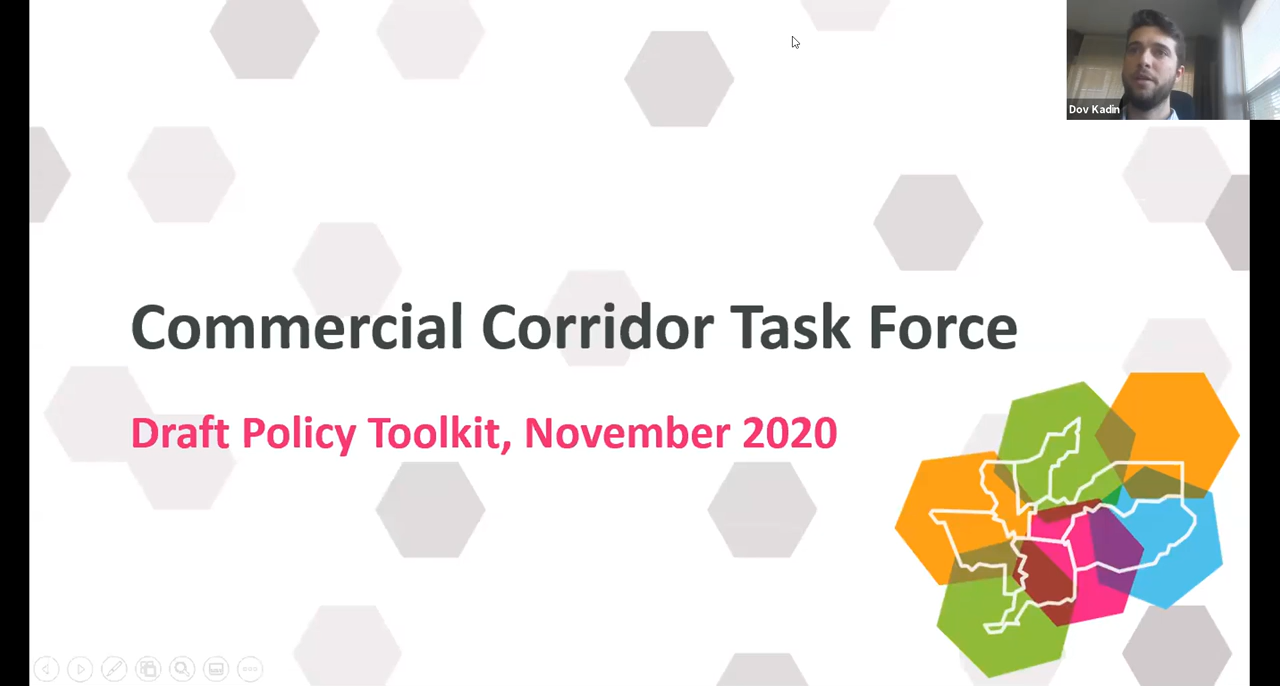 Dov Kadin
Commercial Corridor Task Force
Draft Policy Toolkit, November 2020